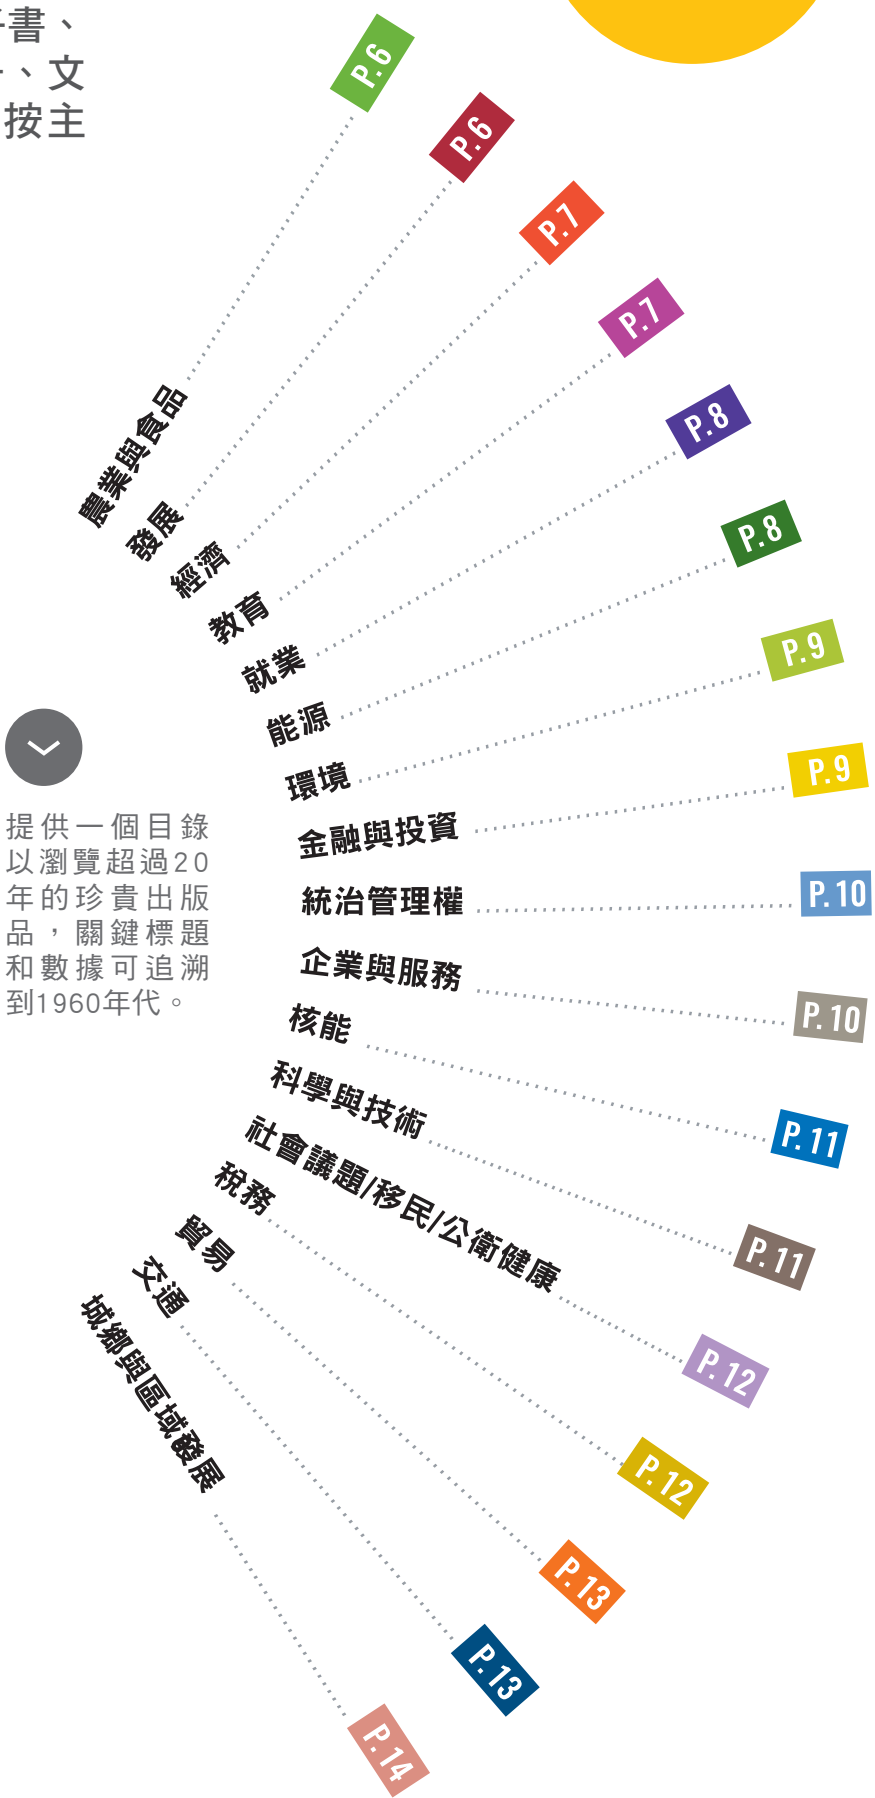 書、
、文
按主
農業與食品 P.6
發展 P.6
經濟 P.7
教育 P.7
就業 P.8
能源 P.8
環境 P.9
金融與投資 P.9
統治管理權 P.10
企業與服務 P.10
核能 P.11
科學與技術 P.11
社會議題/移民/公衛健康 P.12
稅務 P.12
貿易 P.13
交通 P.13
城鄉與區域發展 P.14
提供一個目錄
以瀏覽超過20
年的珍貴出版
品，關鍵標題
和數據可追溯
到1960年代。